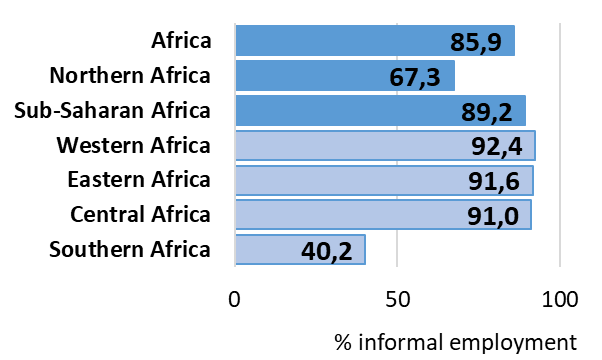 Africa 85,9
Northern Africa 67,3
Sub-Saharan Africa 89,2
Western Africa 92,4
Eastern Africa 91,6
Central Africa 91,0
Southern Africa 40,2
0 50 100
% informal employment